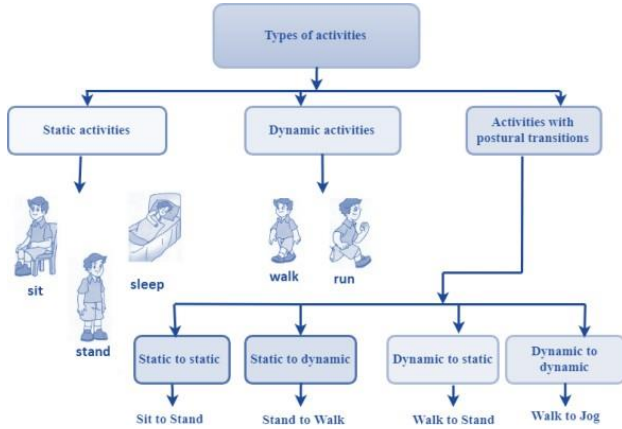 Types of activities
Static activities
Dynamic activities
Activities with
postural transitions
sit
sleep
stand
walk
run
Static to static
Static to dynamic
Dynamic to static
Dynamic to
dynamic
Sit to Stand
Stand to Walk
Walk to Stand
Walk to Jog